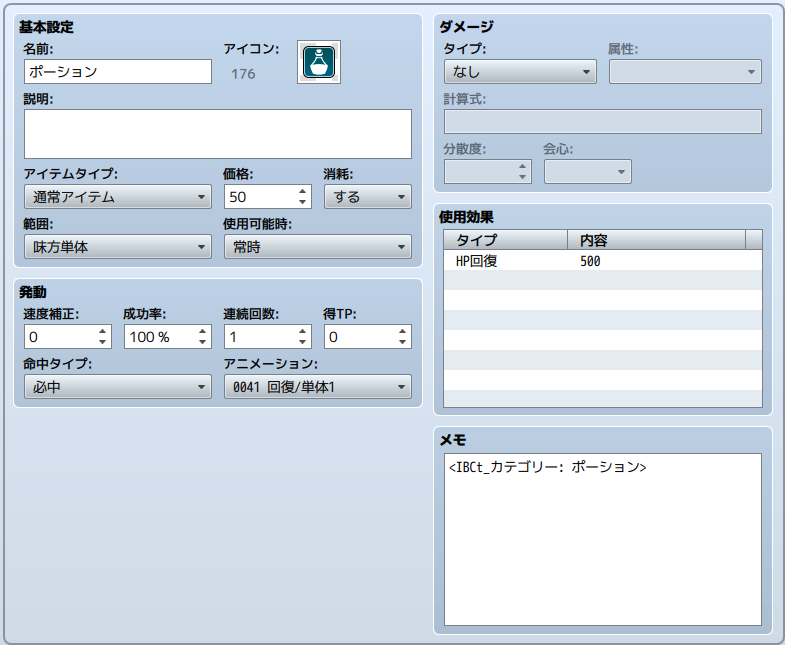 基本設定
名前:
アイコン:
ポーション
176
説明:
アイテムタイプ:
価格:
消耗:
通常アイテム
50
する
範囲:
使用可能時:
味方単体
常時
発動
速度補正:
成功率:
連続回数:
得TP:
0
100 %
1
0
命中タイプ:
アニメーション:
必中
0041 回復/単体1
ダメージ
タイプ:
属性:
なし
計算式:
分散度:
会心:
使用効果
タイプ
内容
HP回復
500
メモ
<IBCt_カテゴリー: ポーション>